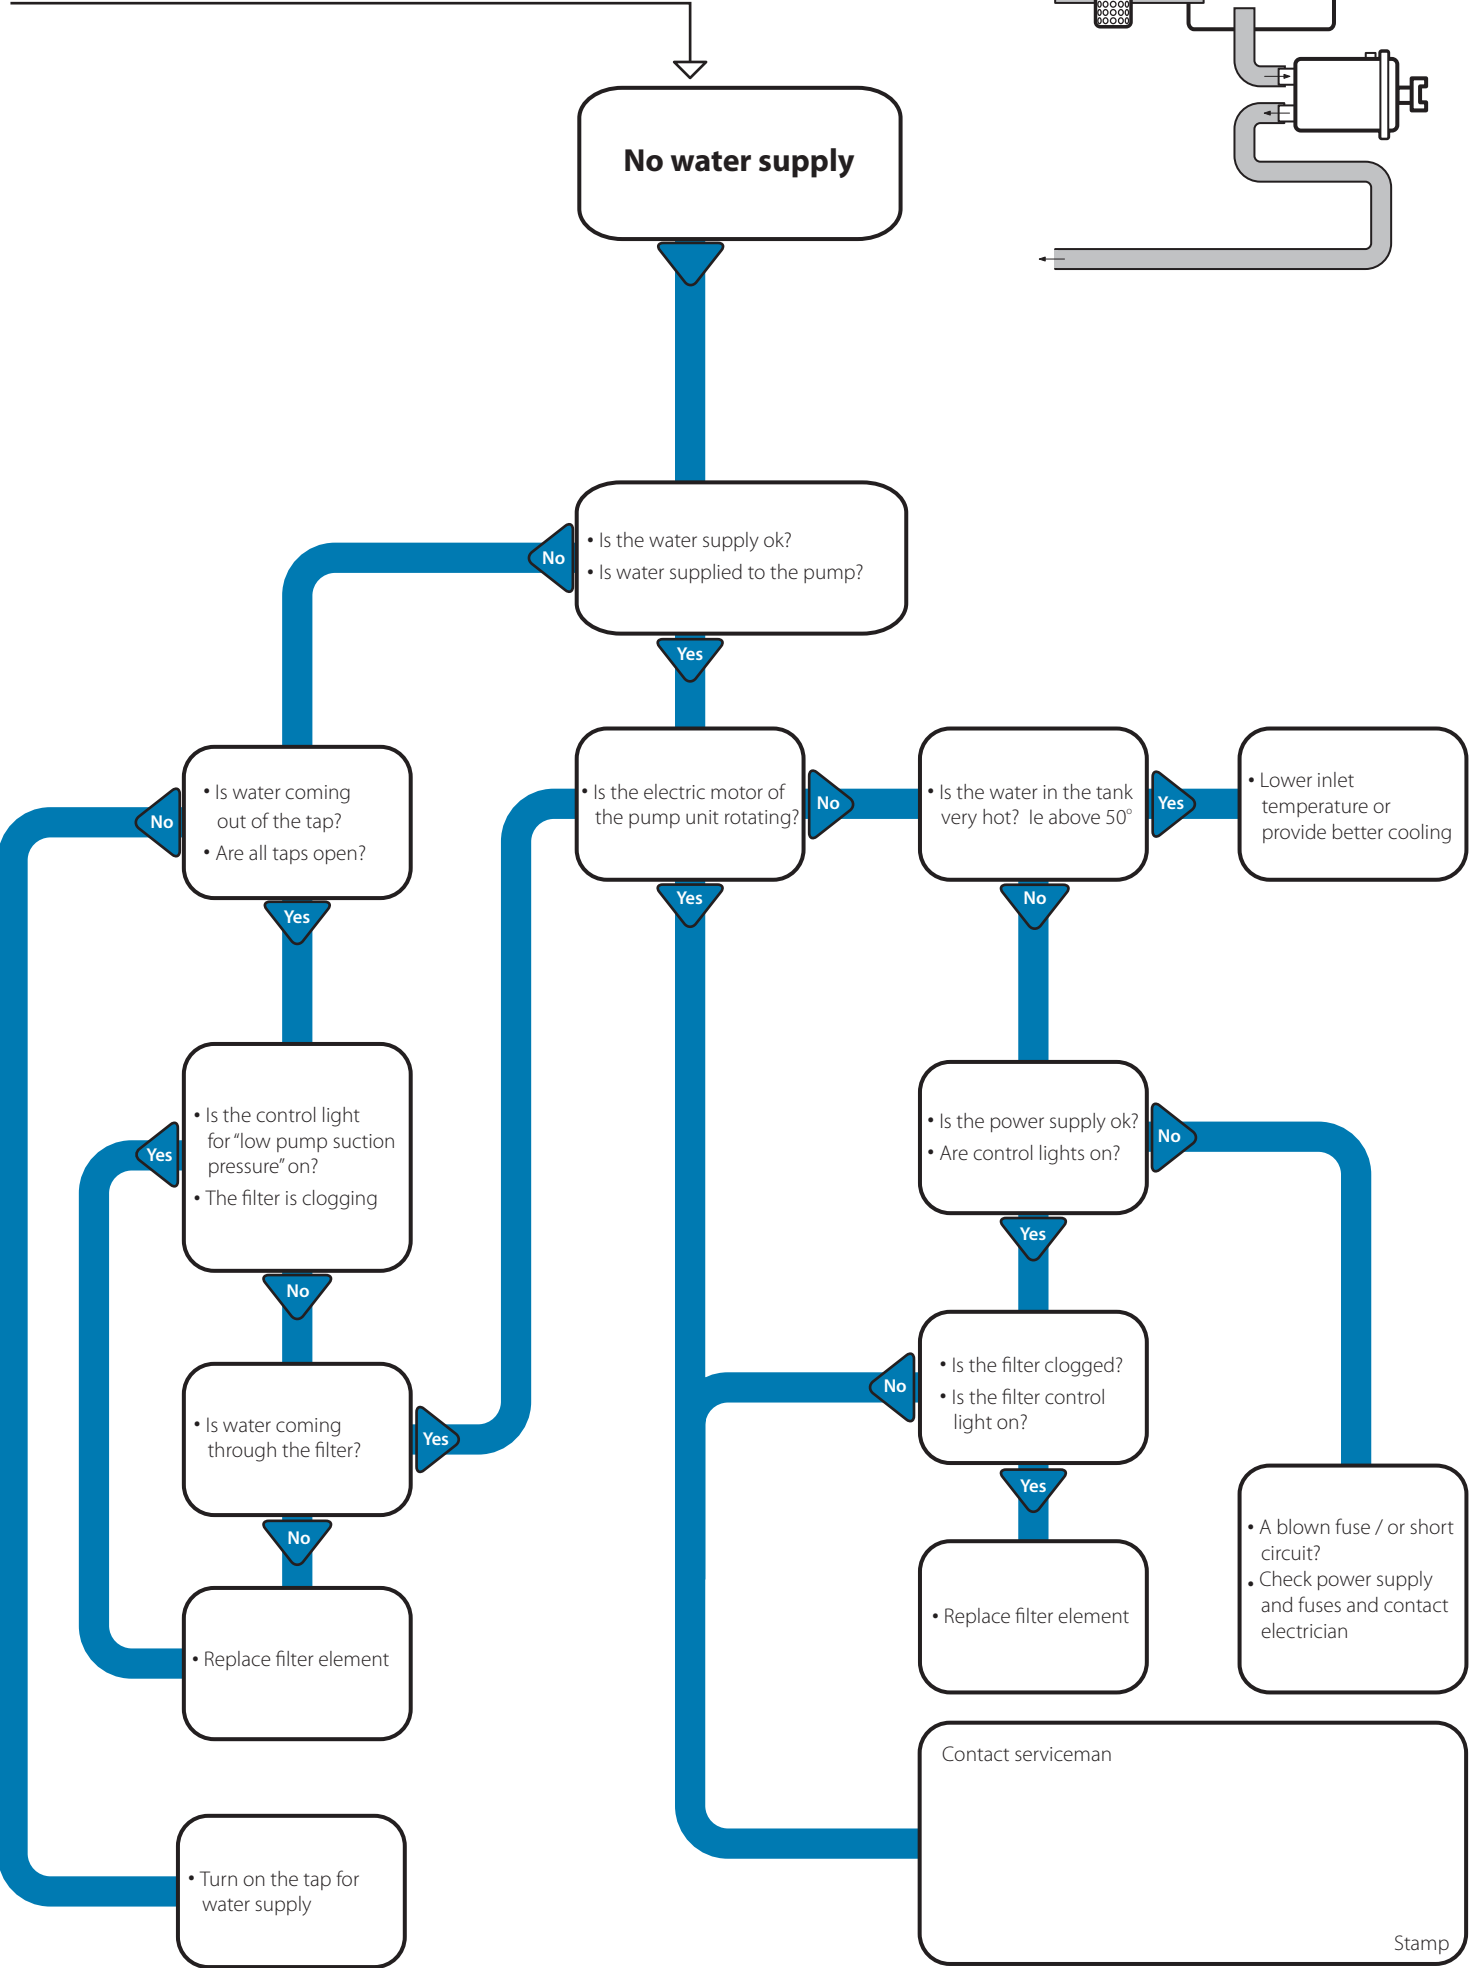 No water supply
• Is the water supply ok?
• Is water supplied to the pump?
No
Yes
• Is water coming
out of the tap?
• Are all taps open?
No
Yes
• Is the electric motor of
the pump unit rotating?
No
Yes
• Is the water in the tank
very hot? Ie above 50°
Yes
No
• Lower inlet
temperature or
provide better cooling
• Is the control light
for “low pump suction
pressure” on?
• The filter is clogging
Yes
No
• Is the power supply ok?
• Are control lights on?
No
Yes
• Is water coming
through the filter?
Yes
No
• Is the filter clogged?
• Is the filter control
light on?
No
Yes
• A blown fuse / or short
circuit?
• Check power supply
and fuses and contact
electrician
• Replace filter element
• Replace filter element
• Turn on the tap for
water supply
Contact serviceman
Stamp